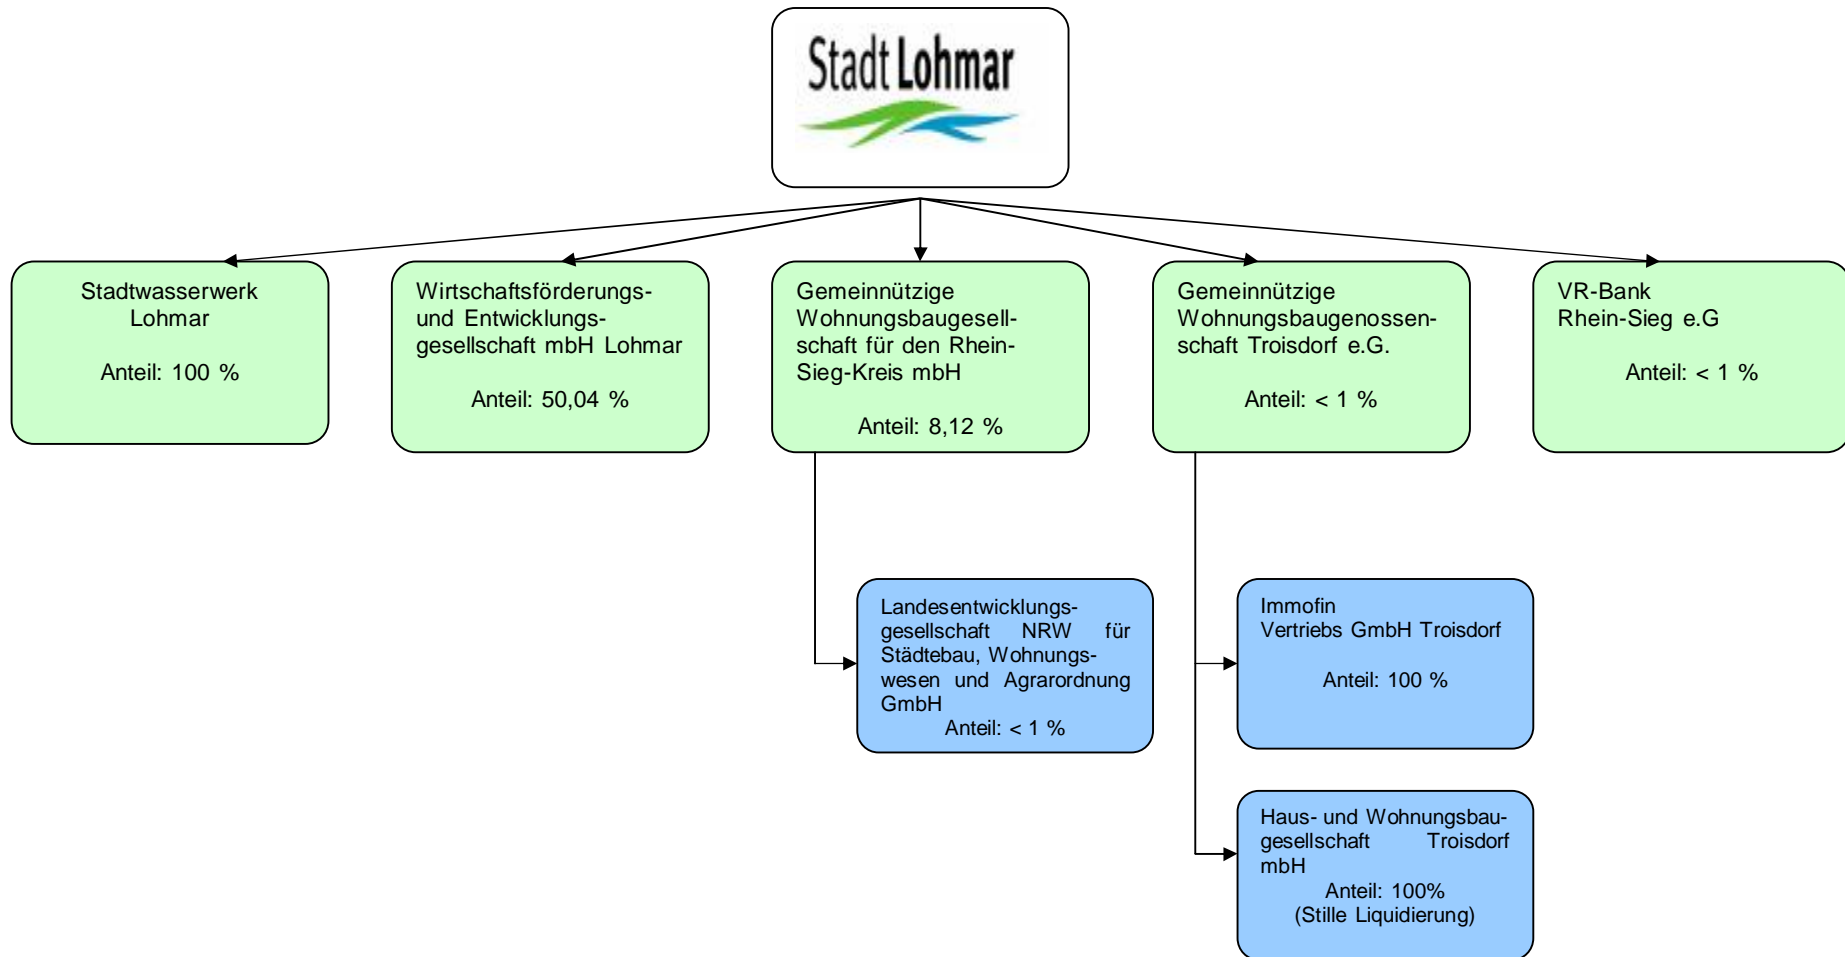 Stadt Lohmar
Stadtwasserwerk
Lohmar
Anteil: 100 %
Wirtschaftsförderungs-
und Entwicklungs-
gesellschaft mbH Lohmar
Anteil: 50,04 %
Gemeinnützige
Wohnungsbaugesell-
schaft für den Rhein-
Sieg-Kreis mbH
Anteil: 8,12 %
Gemeinnützige
Wohnungsbaugenossen-
schaft Troisdorf e.G.
Anteil: < 1 %
VR-Bank
Rhein-Sieg e.G
Anteil: < 1 %
Landesentwicklungs-
gesellschaft NRW für
Städtebau, Wohnungs-
wesen und Agrarordnung
GmbH
Anteil: < 1 %
Immofin
Vertriebs GmbH Troisdorf
Anteil: 100 %
Haus- und Wohnungsbau-
gesellschaft Troisdorf
mbH
Anteil: 100%
(Stille Liquidierung)